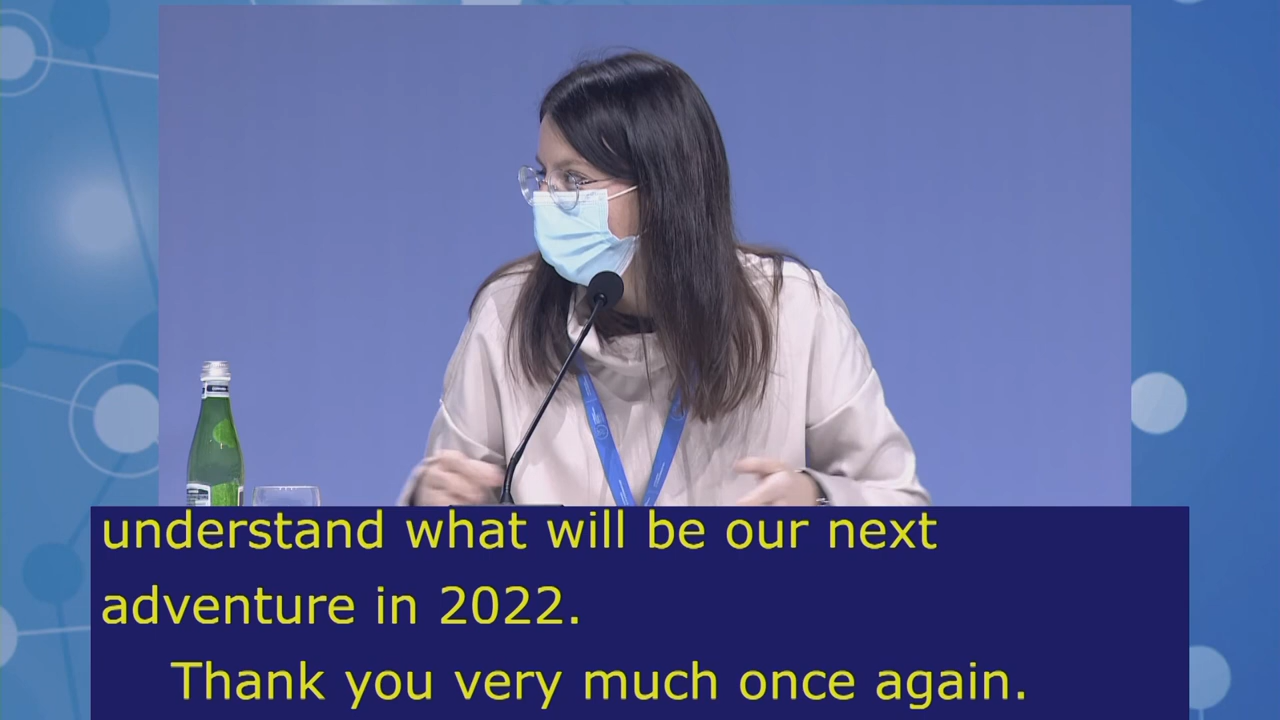 understand what will be our next
adventure in 2022.
Thank you very much once again.